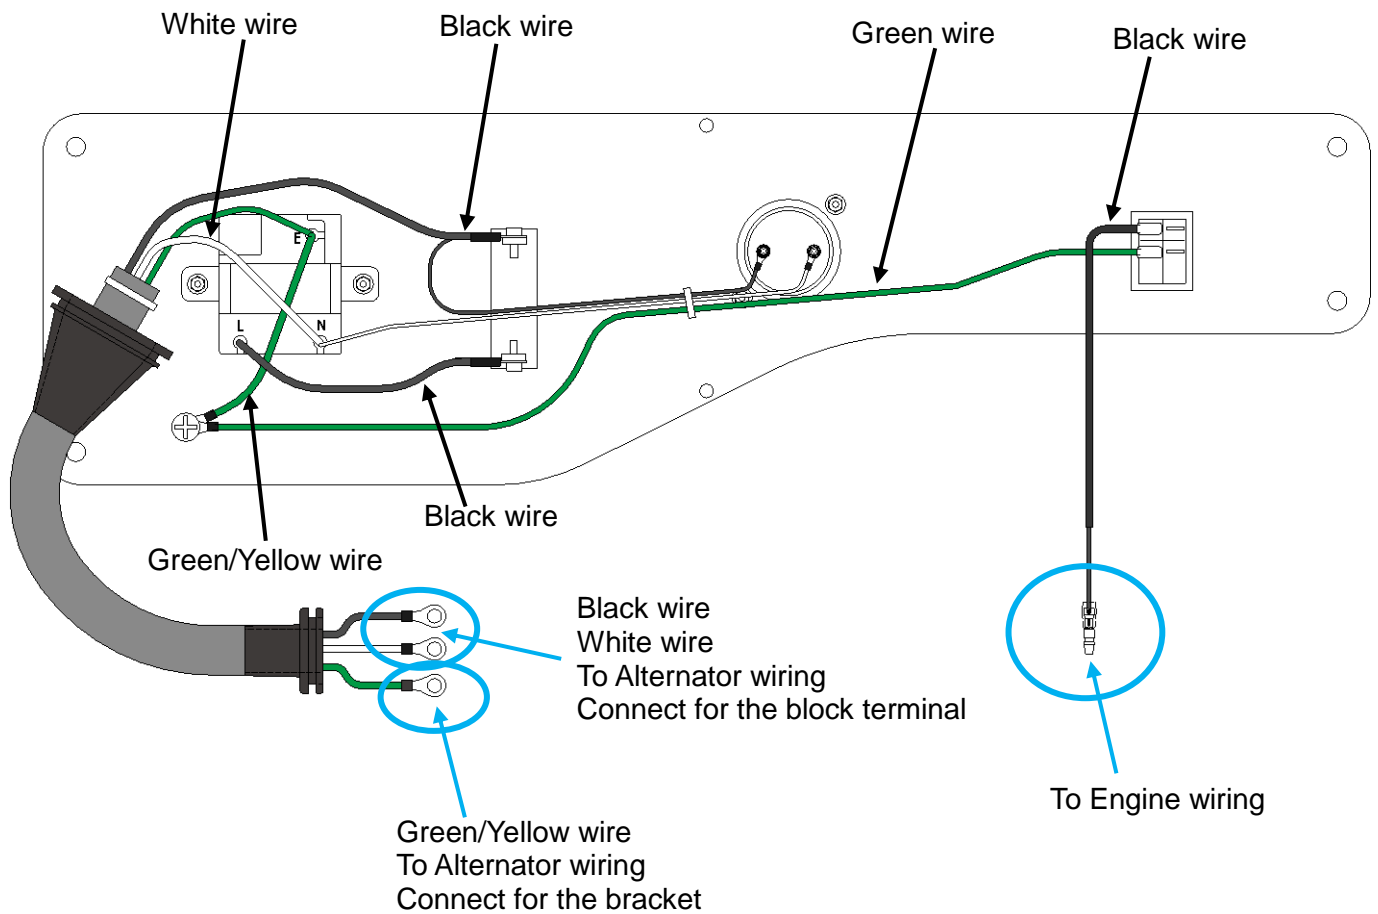 White wire
Black wire
Green wire
Black wire
E
L
N
Black wire
Green/Yellow wire
Black wire
White wire
To Alternator wiring
Connect for the block terminal
To Engine wiring
Green/Yellow wire
To Alternator wiring
Connect for the bracket